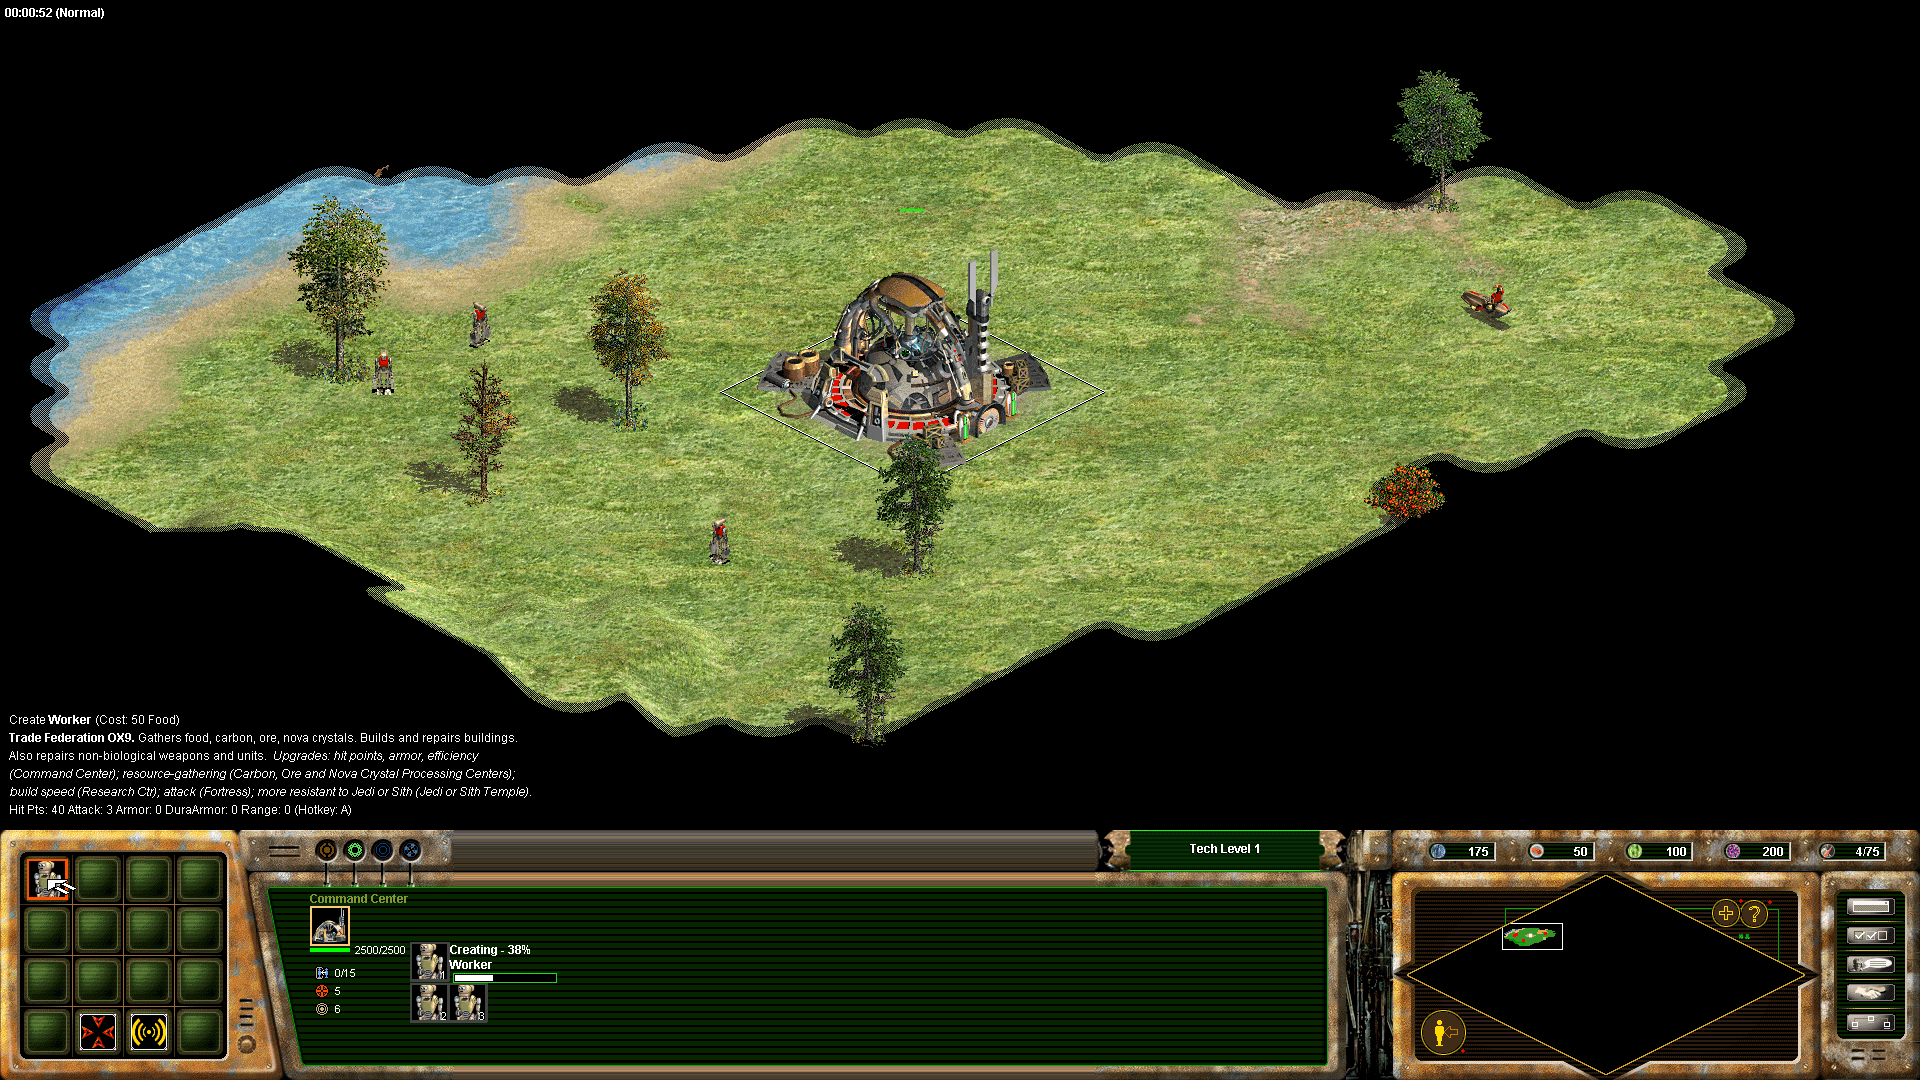 00:00:52 (Normal)
Create Worker (Cost: 50 Food)
Trade Federation OX9. Gathers food, carbon, ore, nova crystals. Builds and repairs buildings.
Also repairs non-biological weapons and units. Upgrades: hit points, armor, efficiency
(Command Center); resource-gathering (Carbon, Ore and Nova Crystal Processing Centers);
build speed (Research Ctr); attack (Fortress); more resistant to Jedi or Sith (Jedi or Sith Temple).
Hit Pts: 40 Attack: 3 Armor: 0 DuraArmor: 0 Range: 0 (Hotkey: A)
Tech Level 1
175 50 100 200 4/75
Command Center
2500/2500
Creating - 38%
Worker
1
0/15
5
6
2 3
?